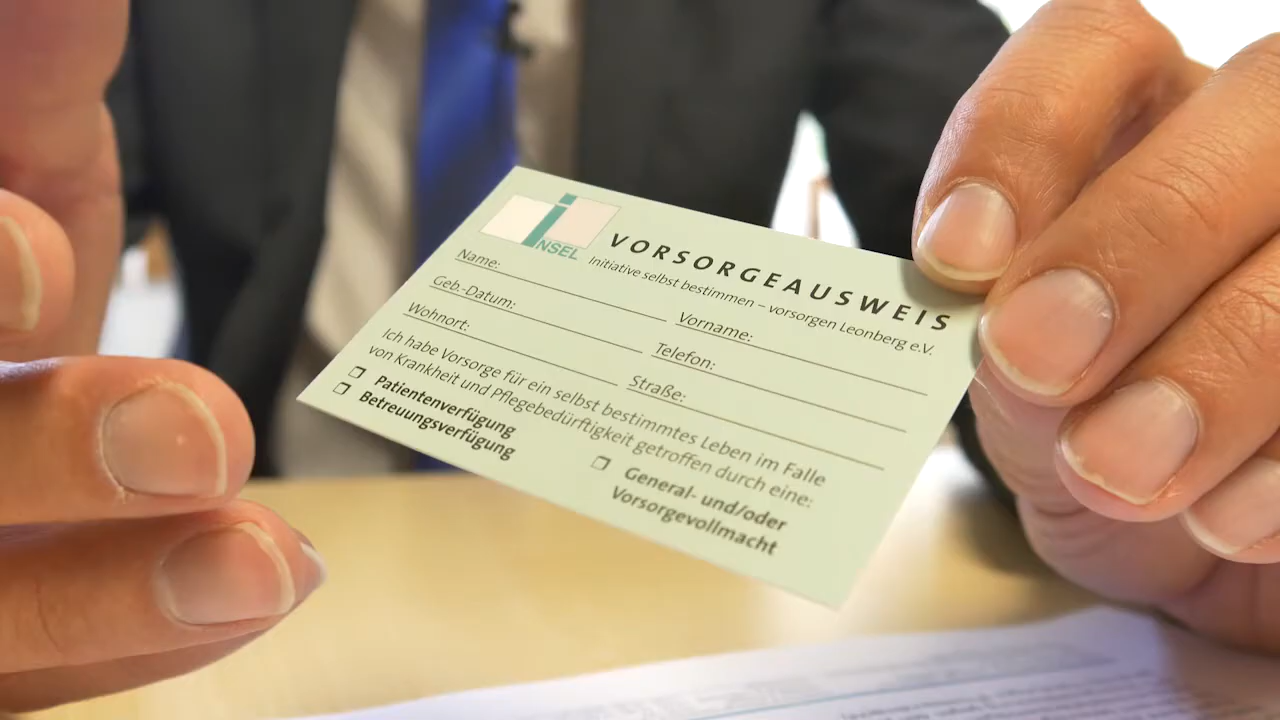 iNSEL
VORSORGEAUSWEIS
Initiative selbst bestimmen – vorsorgen Leonberg e.V.
Name:
Vorname:
Geb.-Datum:
Telefon:
Wohnort:
Straße:
Ich habe Vorsorge für ein selbst bestimmtes Leben im Falle
von Krankheit und Pflegebedürftigkeit getroffen durch eine:
Patientenverfügung
Betreuungsverfügung
General- und/oder
Vorsorgevollmacht